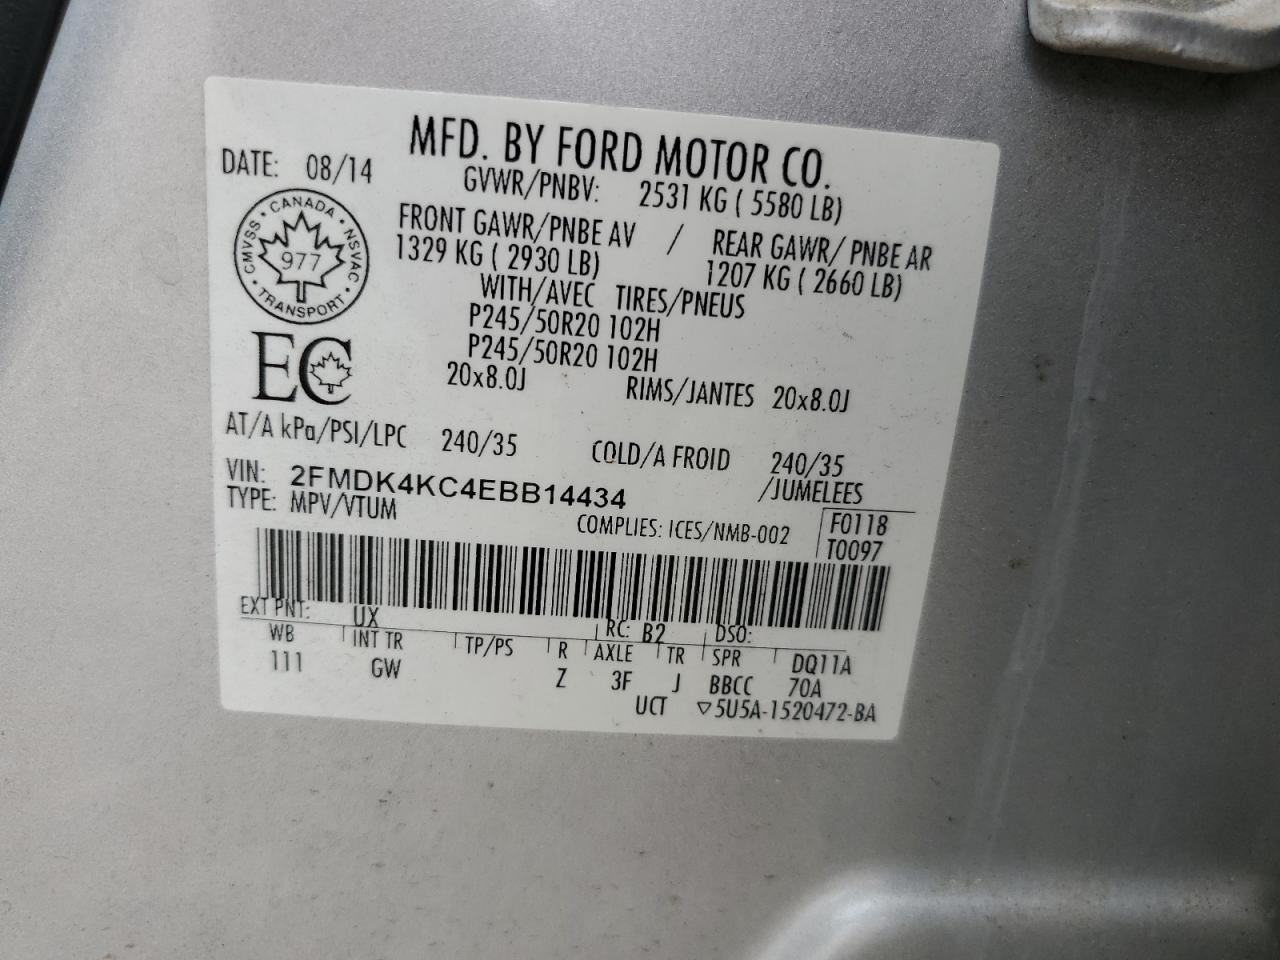 MFD. BY FORD MOTOR CO.
DATE: 08/14
GVWR/PNBV: 2531 KG ( 5580 LB)
FRONT GAWR/PNBE AV / REAR GAWR/ PNBE AR
1329 KG ( 2930 LB) 1207 KG ( 2660 LB)
WITH/AVEC TIRES/PNEUS
P245/50R20 102H
P245/50R20 102H
20x8.0J RIMS/JANTES 20x8.0J
CMVSS • CANADA • NSVAC • TRANSPORT •
977
EC
AT/A kPa/PSI/LPC 240/35 COLD/A FROID 240/35
/JUMELEES
VIN: 2FMDK4KC4EBB14434
TYPE: MPV/VTUM
COMPLIES: ICES/NMB-002
F0118
T0097
EXT PNT: UX RC: B2 DSO:
WB INT TR TP/PS R AXLE TR SPR DQ11A
111 GW Z 3F J BBCC 70A
UCT ▽5U5A-1520472-BA